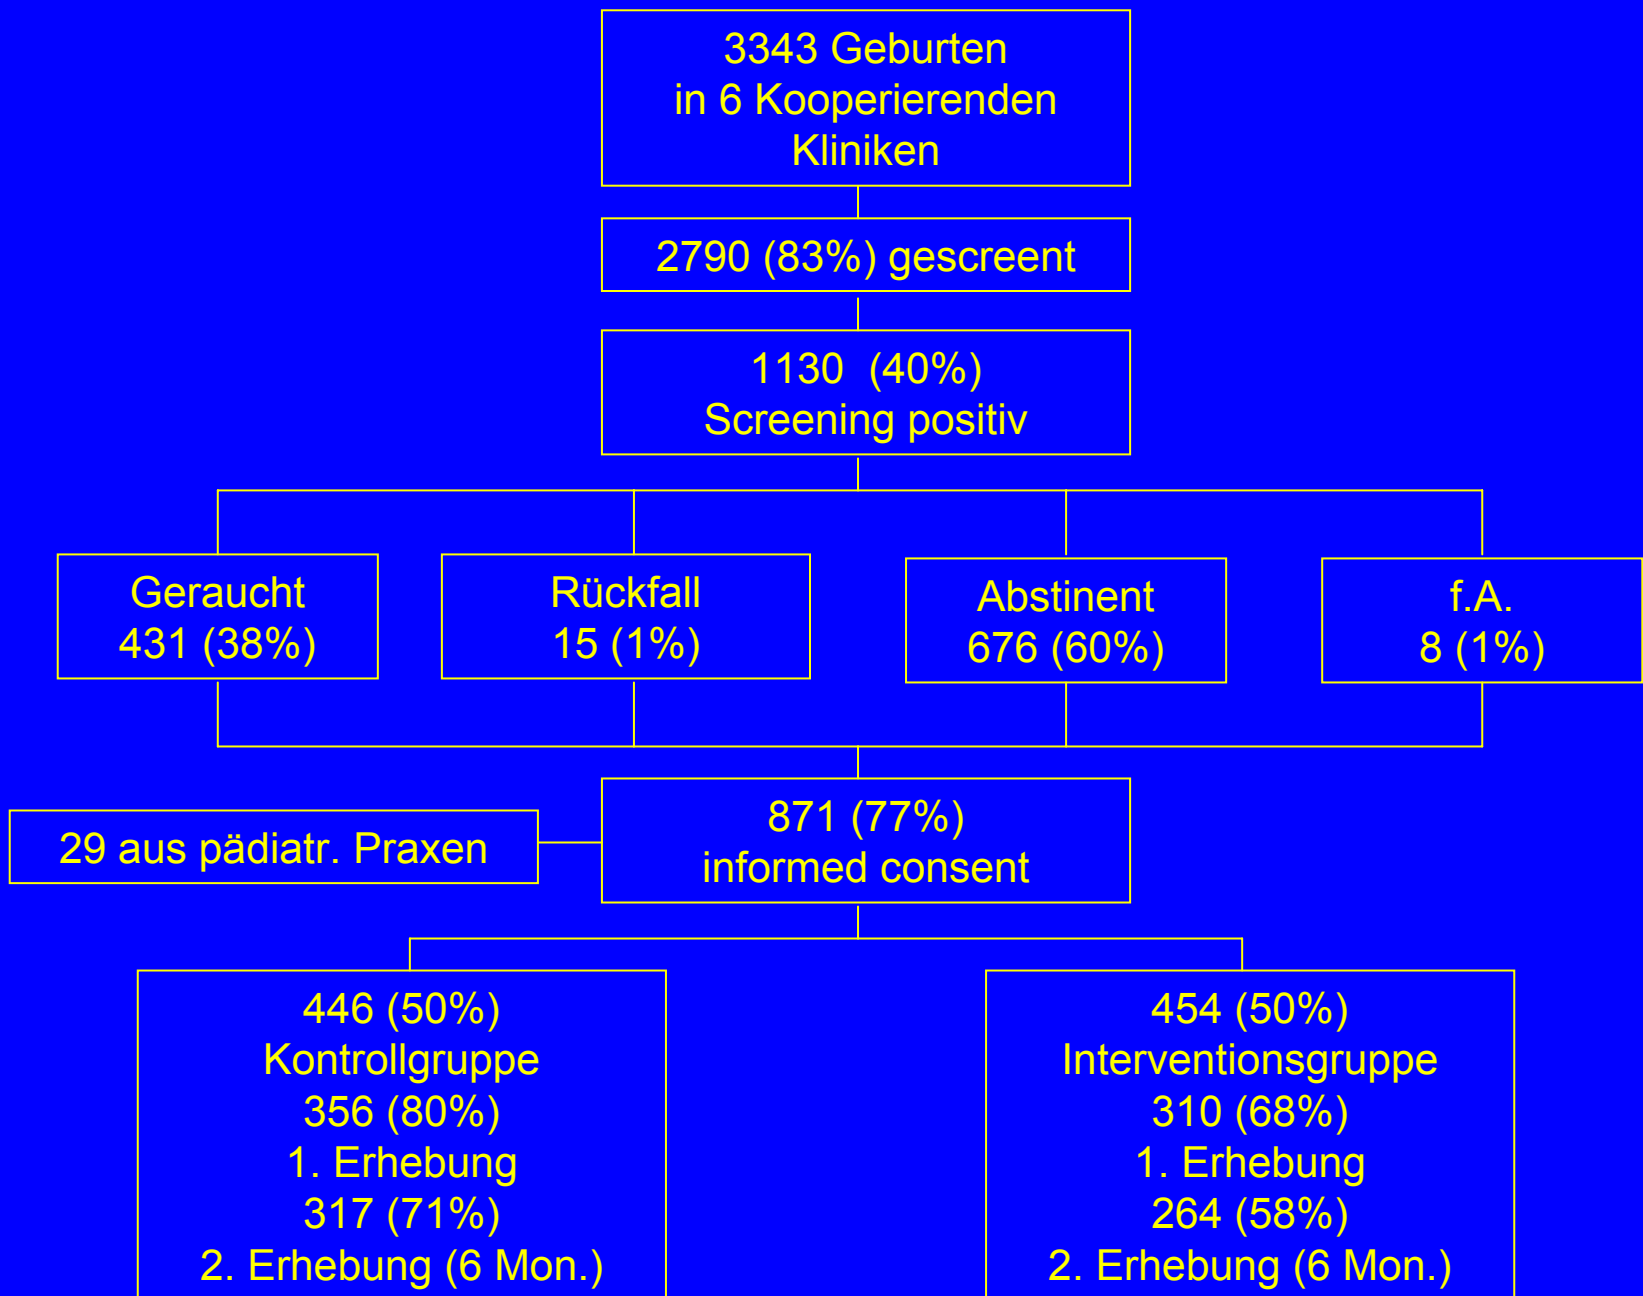 3343 Geburten
in 6 Kooperierenden
Kliniken
2790 (83%) gescreent
1130 (40%)
Screening positiv
Geraucht
431 (38%)
Rückfall
15 (1%)
Abstinent
676 (60%)
f.A.
8 (1%)
29 aus pädiatr. Praxen
871 (77%)
informed consent
446 (50%)
Kontrollgruppe
356 (80%)
1. Erhebung
317 (71%)
2. Erhebung (6 Mon.)
454 (50%)
Interventionsgruppe
310 (68%)
1. Erhebung
264 (58%)
2. Erhebung (6 Mon.)